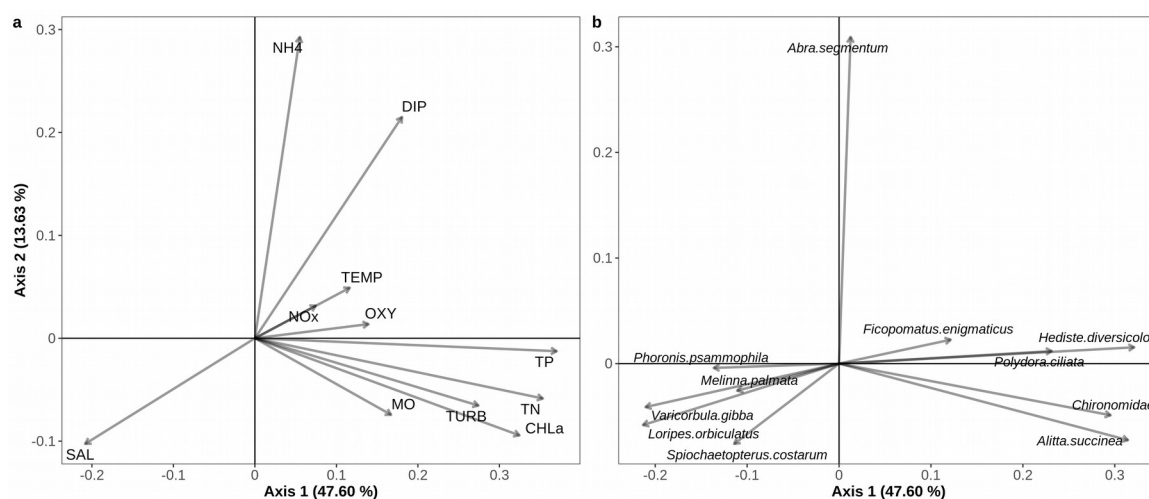 a
0.3
0.2
0.1
0
-0.1
Axis 2 (13.63 %)
NH4
DIP
TEMP
NOx
OXY
TP
MO
TURB
TN
CHLa
SAL
-0.2
-0.1
0
0.1
0.2
0.3
Axis 1 (47.60 %)
b
0.3
0.2
0.1
0
Abra.segmentum
Ficopomatus.enigmaticus
Hediste.diversicolo
Phoronis.psammophila
Polydora.ciliata
Melinna.palmata
Varicorbula.gibba
Chironomidae
Loripes.orbiculatus
Alitta.succinea
Spiochaetopterus.costarum
-0.2
-0.1
0
0.1
0.2
0.3
Axis 1 (47.60 %)